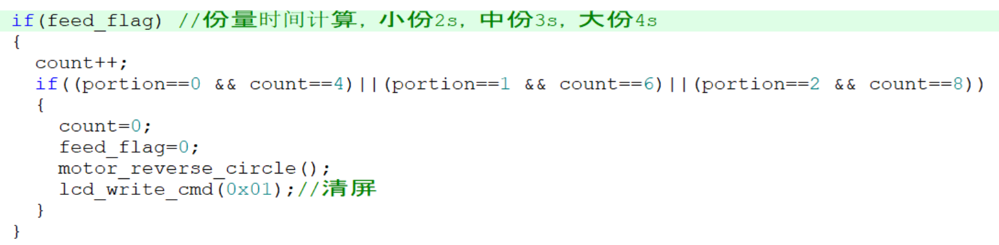 if(feed_flag) //份量时间计算，小份2s，中份3s，大份4s
{
count++;
if((portion==0 && count==4)||(portion==1 && count==6)||(portion==2 && count==8))
{
count=0;
feed_flag=0;
motor_reverse_circle();
lcd_write_cmd(0x01);//清屏
}
}